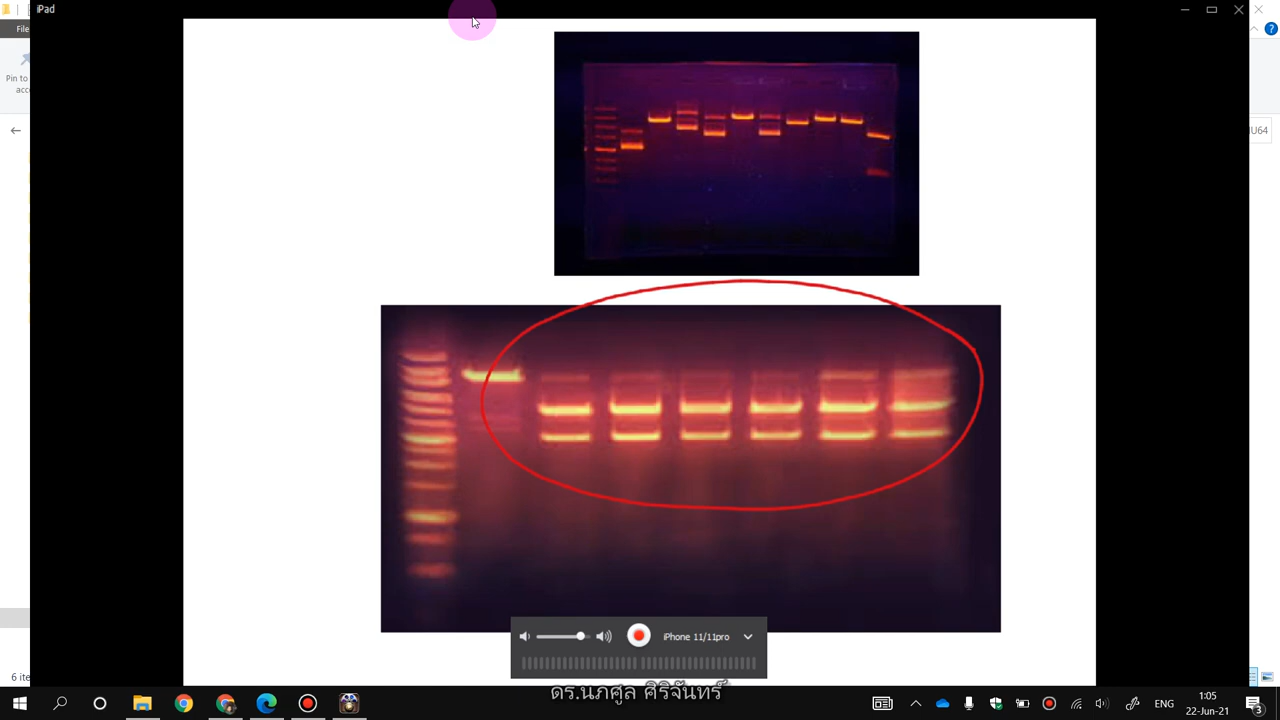 iPad
File
Pin to
acc
U64
iPhone 11/11pro
6 ite
ดร.นภศูล ศิริจันทร์
ENG
1:05
22-Jun-21
3